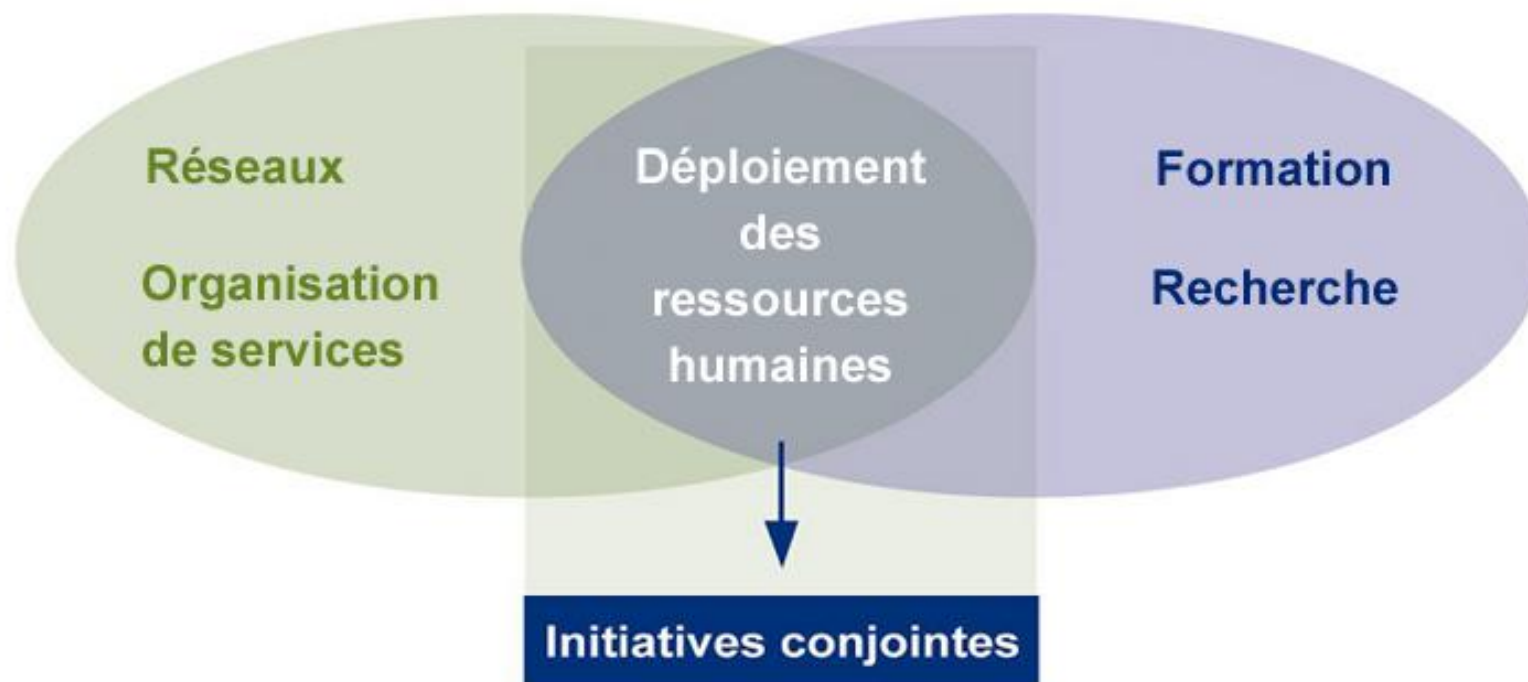 Réseaux
Organisation
de services
Déploiement
des
ressources
humaines
Formation
Recherche
Initiatives conjointes